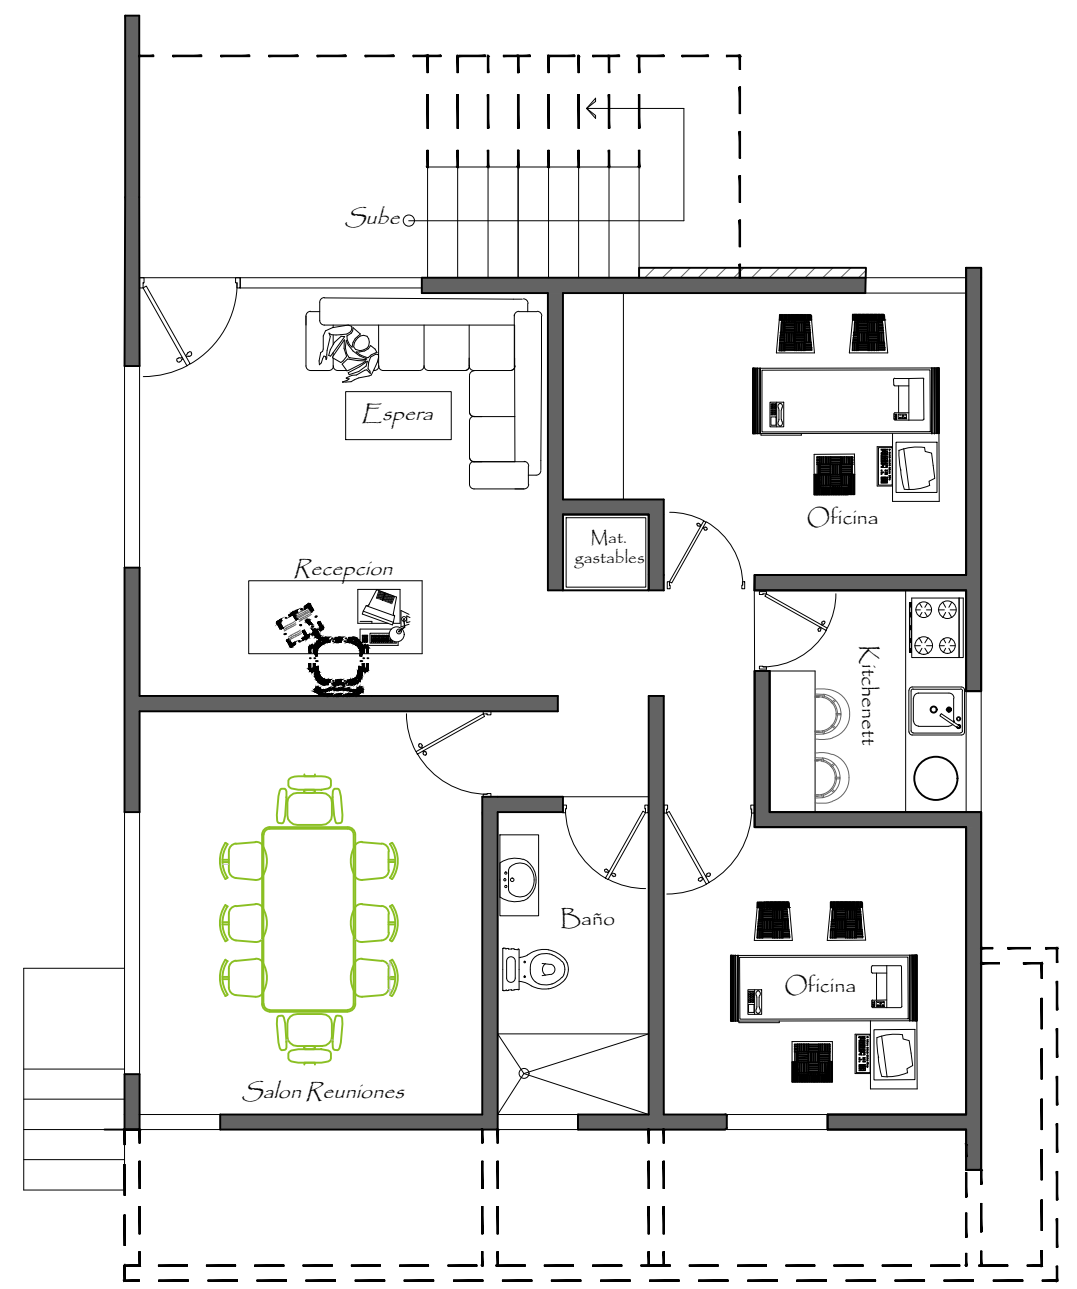 Sube
Espera
Oficina
Mat.
gastables
Recepcion
Kitchenett
Baño
Oficina
Salon Reuniones